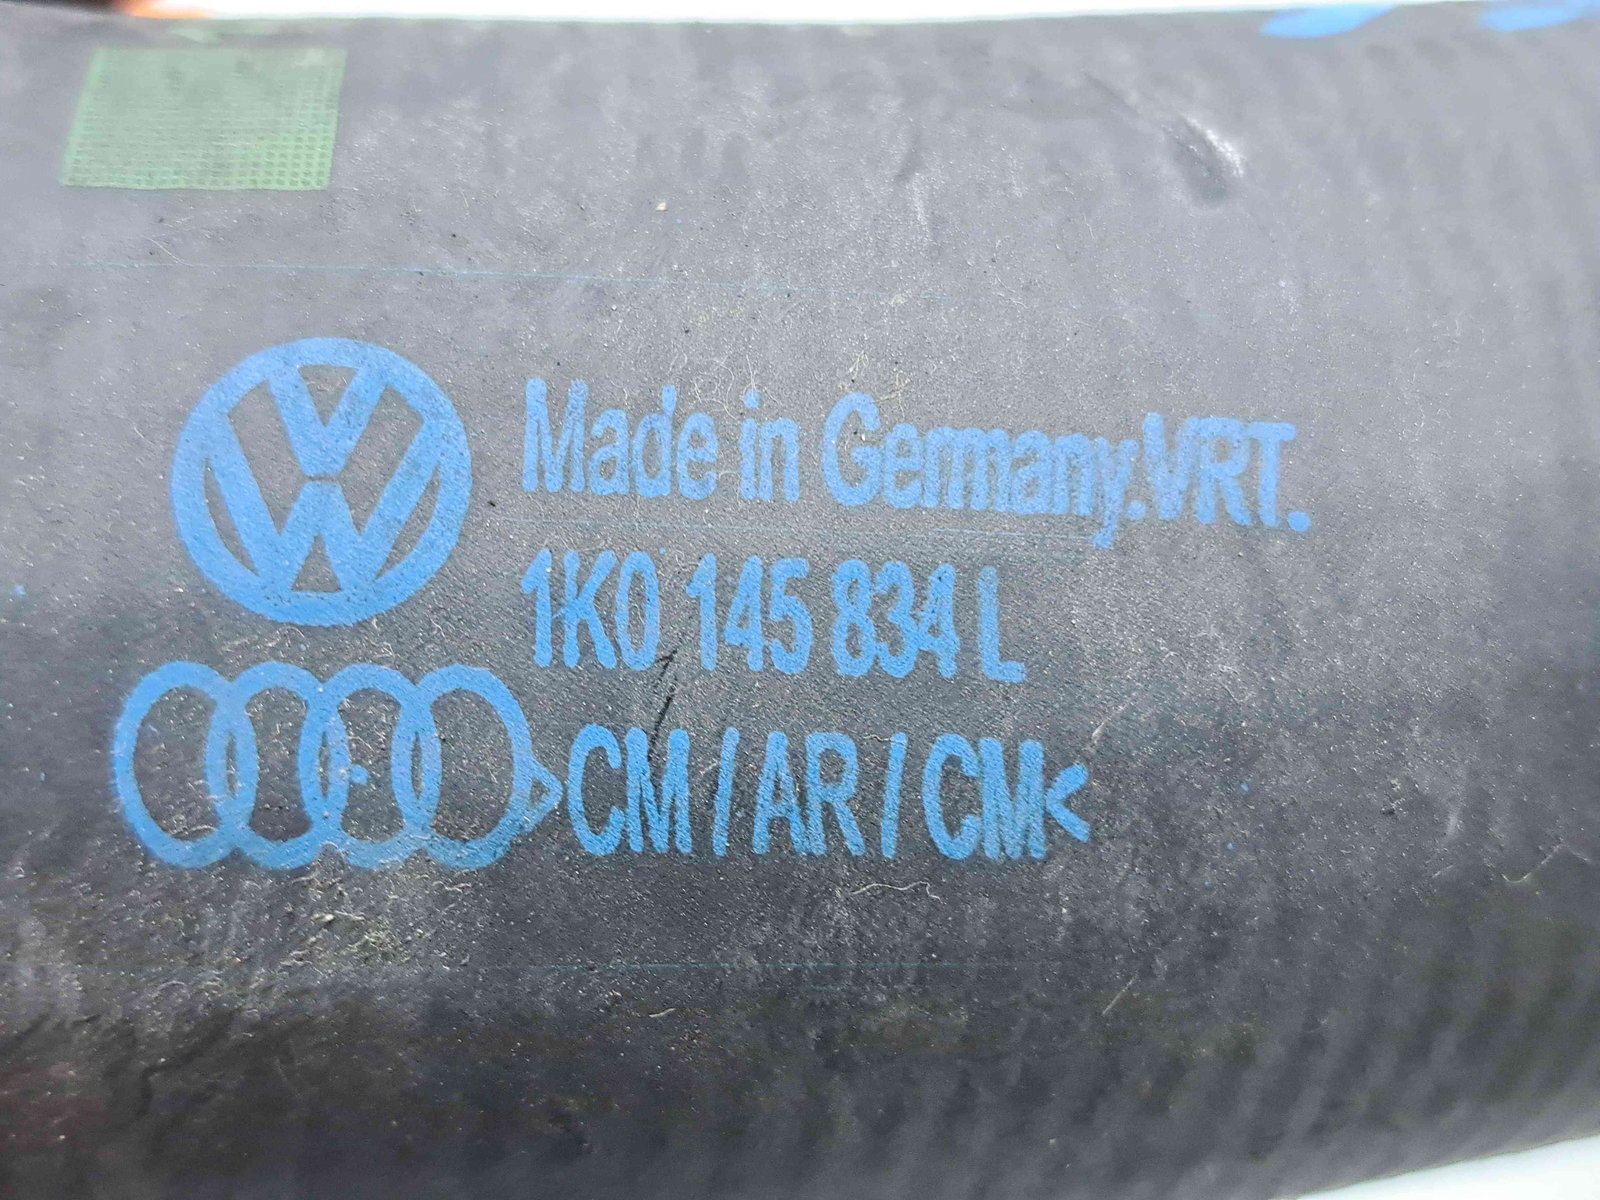 Made in Germany.VRT.
1K0 145 834 L
>CM/AR/CM<